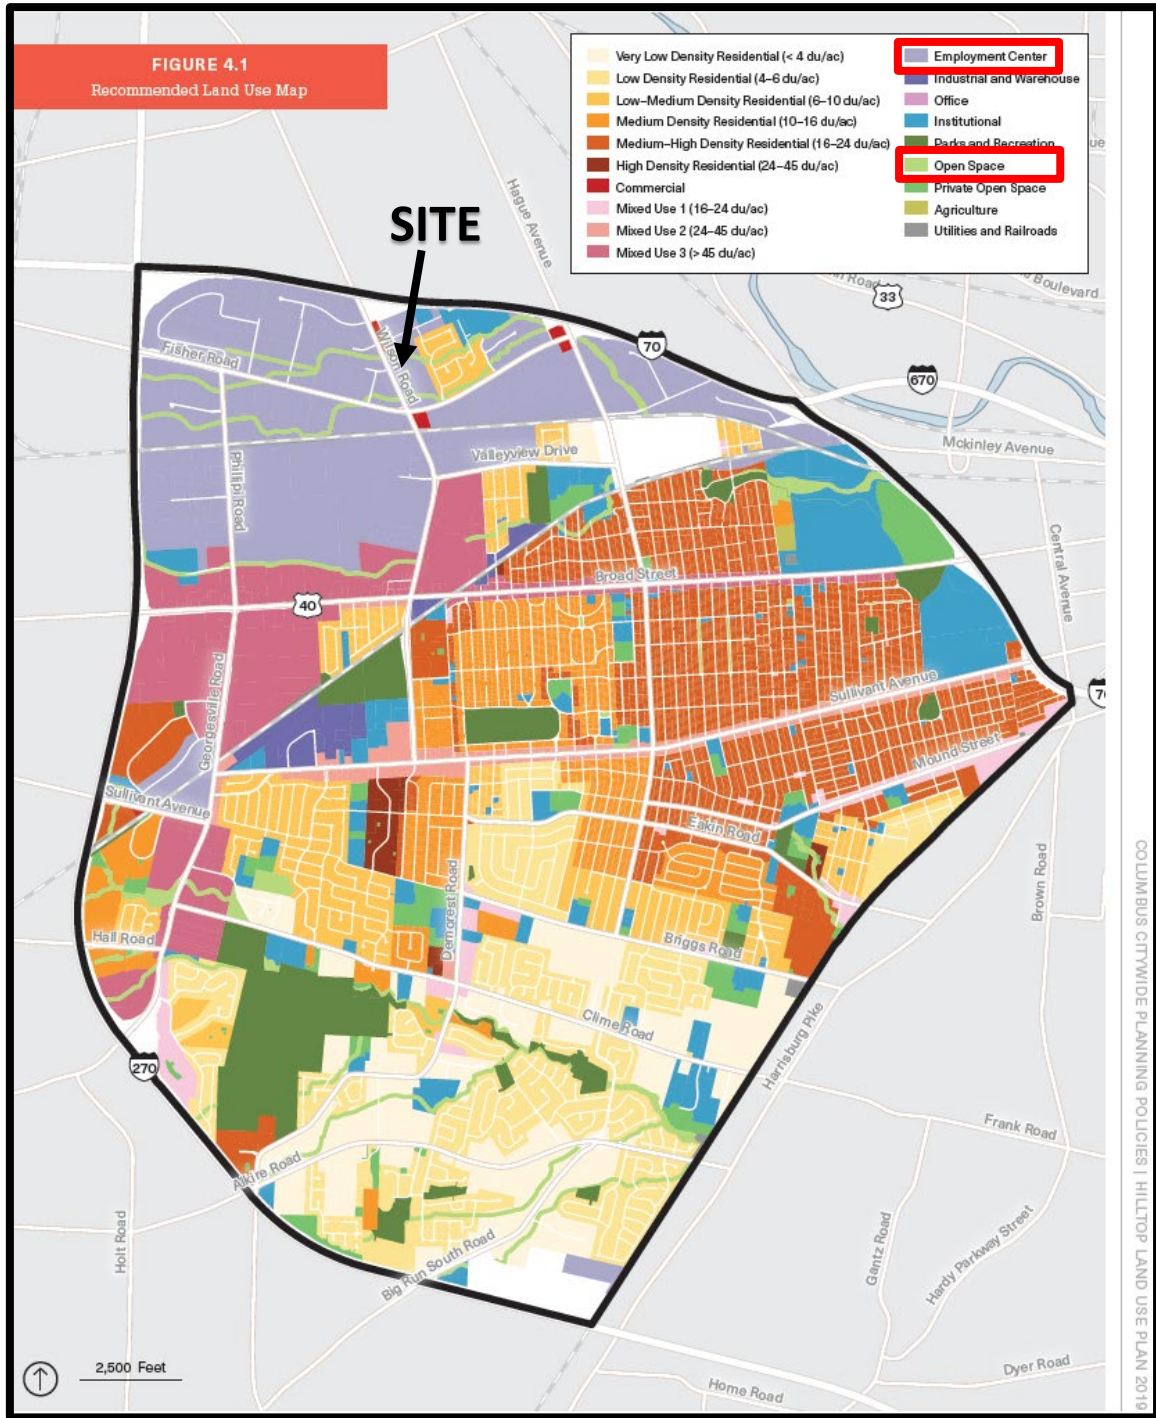 FIGURE 4.1
Recommended Land Use Map
Very Low Density Residential (< 4 du/ac)
Low Density Residential (4–6 du/ac)
Low–Medium Density Residential (6–10 du/ac)
Medium Density Residential (10–16 du/ac)
Medium–High Density Residential (16–24 du/ac)
High Density Residential (24–45 du/ac)
Commercial
Mixed Use 1 (16–24 du/ac)
Mixed Use 2 (24–45 du/ac)
Mixed Use 3 (>45 du/ac)
Employment Center
Industrial and Warehouse
Office
Institutional
Parks and Recreation
Open Space
Private Open Space
Agriculture
Utilities and Railroads
SITE
Hague Avenue
Road
Boulevard
33
70
670
Fisher Road
Wilson Road
Mckinley Avenue
Valleyview Drive
Phillipi Road
Central Avenue
Broad Street
40
Georgesville Road
Sullivant Avenue
Mound Street
Sullivant Avenue
Eakin Road
Demorest Road
Brown Road
Hall Road
Briggs Road
Clime Road
Harrisburg Pike
270
Frank Road
Alkire Road
Holt Road
Big Run South Road
Gantz Road
Hardy Parkway Street
2,500 Feet
Dyer Road
Home Road
COLUMBUS CITYWIDE PLANNING POLICIES | HILLTOP LAND USE PLAN 2019